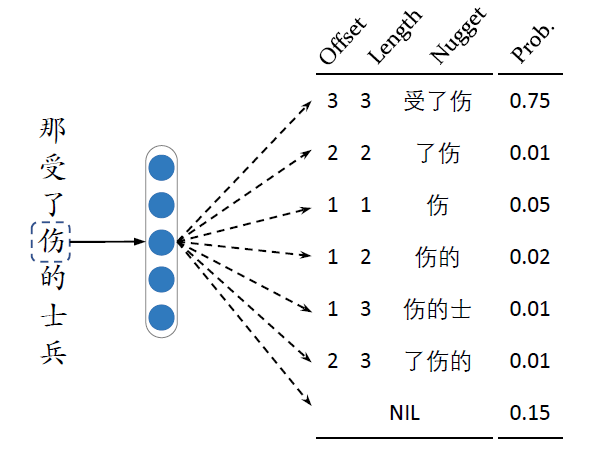 Offset Length Nugget Prob.
3 3 受了伤 0.75
2 2 了伤 0.01
1 1 伤 0.05
1 2 伤的 0.02
1 3 伤的士 0.01
2 3 了伤的 0.01
NIL 0.15
那受了伤的士兵